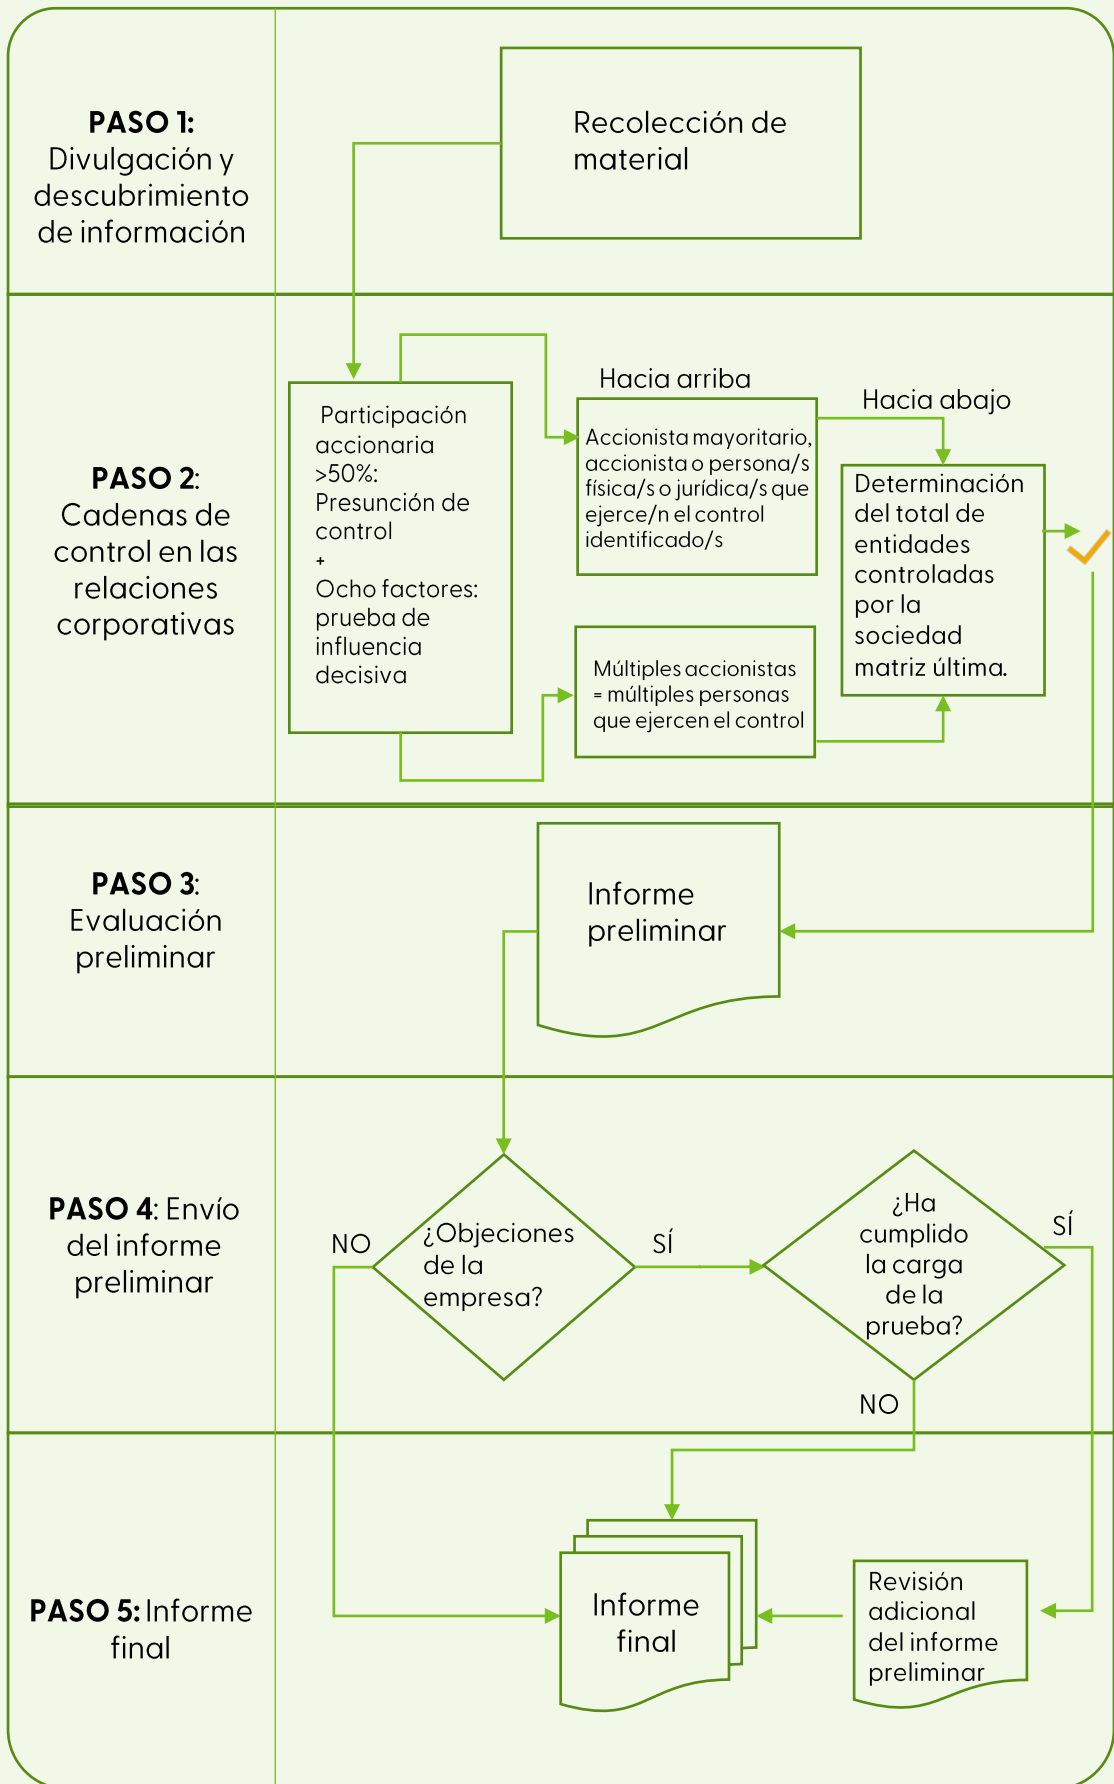 PASO 1:
Divulgación y
descubrimiento
de información
Recolección de
material
PASO 2:
Cadenas de
control en las
relaciones
corporativas
Participación
accionaria
>50%:
Presunción de
control
+
Ocho factores:
prueba de
influencia
decisiva
Hacia arriba
Accionista mayoritario,
accionista o persona/s
física/s o jurídica/s que
ejerce/n el control
identificado/s
Múltiples accionistas
= múltiples personas
que ejercen el control
Hacia abajo
Determinación
del total de
entidades
controladas
por la
sociedad
matriz última.
PASO 3:
Evaluación
preliminar
Informe
preliminar
PASO 4: Envío
del informe
preliminar
NO
¿Objeciones
de la
empresa?
SÍ
¿Ha
cumplido
la carga
de la
prueba?
SÍ
NO
PASO 5: Informe
final
Informe
final
Revisión
adicional
del informe
preliminar